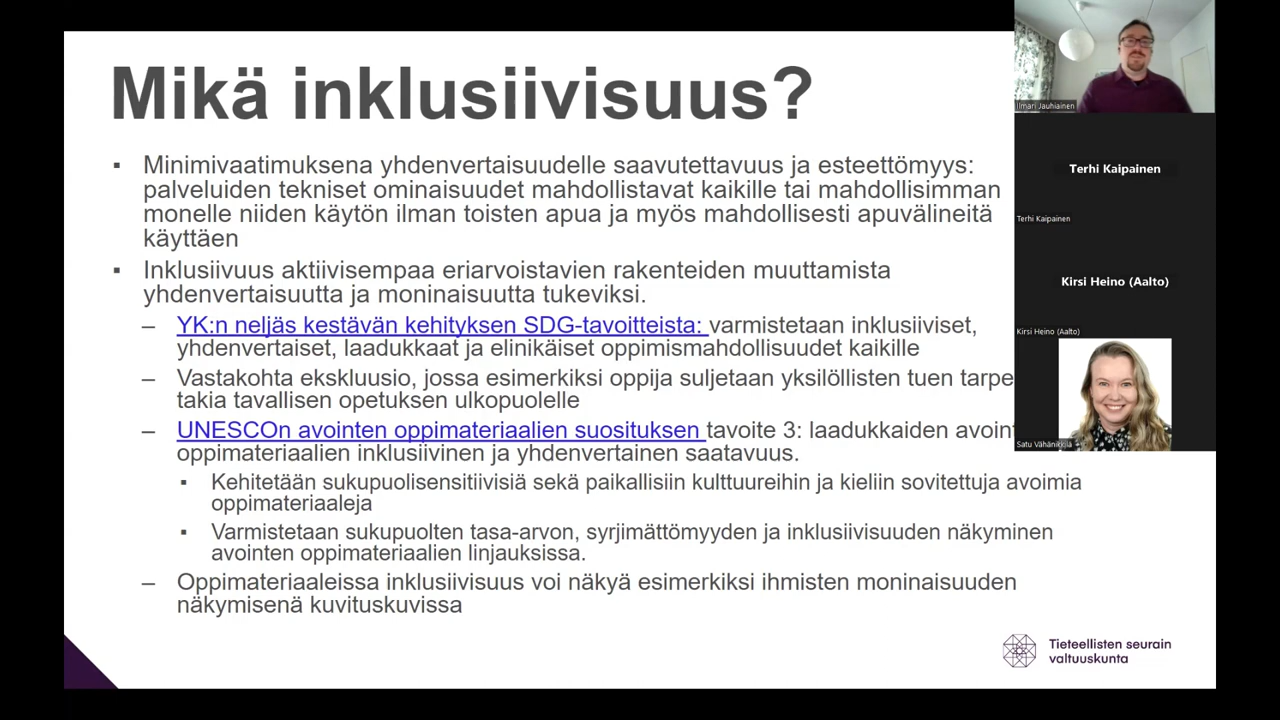 Mikä inklusiivisuus?
▪ Minimivaatimuksena yhdenvertaisuudelle saavutettavuus ja esteettömyys:
palveluiden tekniset ominaisuudet mahdollistavat kaikille tai mahdollisimman
monelle niiden käytön ilman toisten apua ja myös mahdollisesti apuvälineitä
käyttäen
▪ Inklusiivuus aktiivisempaa eriarvoistavien rakenteiden muuttamista
yhdenvertaisuutta ja moninaisuutta tukeviksi.
– YK:n neljäs kestävän kehityksen SDG-tavoitteista: varmistetaan inklusiiviset,
yhdenvertaiset, laadukkaat ja elinikäiset oppimismahdollisuudet kaikille
– Vastakohta ekskluusio, jossa esimerkiksi oppija suljetaan yksilöllisten tuen tarpe
takia tavallisen opetuksen ulkopuolelle
– UNESCOn avointen oppimateriaalien suosituksen tavoite 3: laadukkaiden avoint
oppimateriaalien inklusiivinen ja yhdenvertainen saatavuus.
▪ Kehitetään sukupuolisensitiivisiä sekä paikallisiin kulttuureihin ja kieliin sovitettuja avoimia
oppimateriaaleja
▪ Varmistetaan sukupuolten tasa-arvon, syrjimättömyyden ja inklusiivisuuden näkyminen
avointen oppimateriaalien linjauksissa.
– Oppimateriaaleissa inklusiivisuus voi näkyä esimerkiksi ihmisten moninaisuuden
näkymisenä kuvituskuvissa
Tieteellisten seurain
valtuuskunta
Ilmari Jauhiainen
Terhi Kaipainen
Terhi Kaipainen
Kirsi Heino (Aalto)
Kirsi Heino (Aalto)
Satu Vähänikkilä